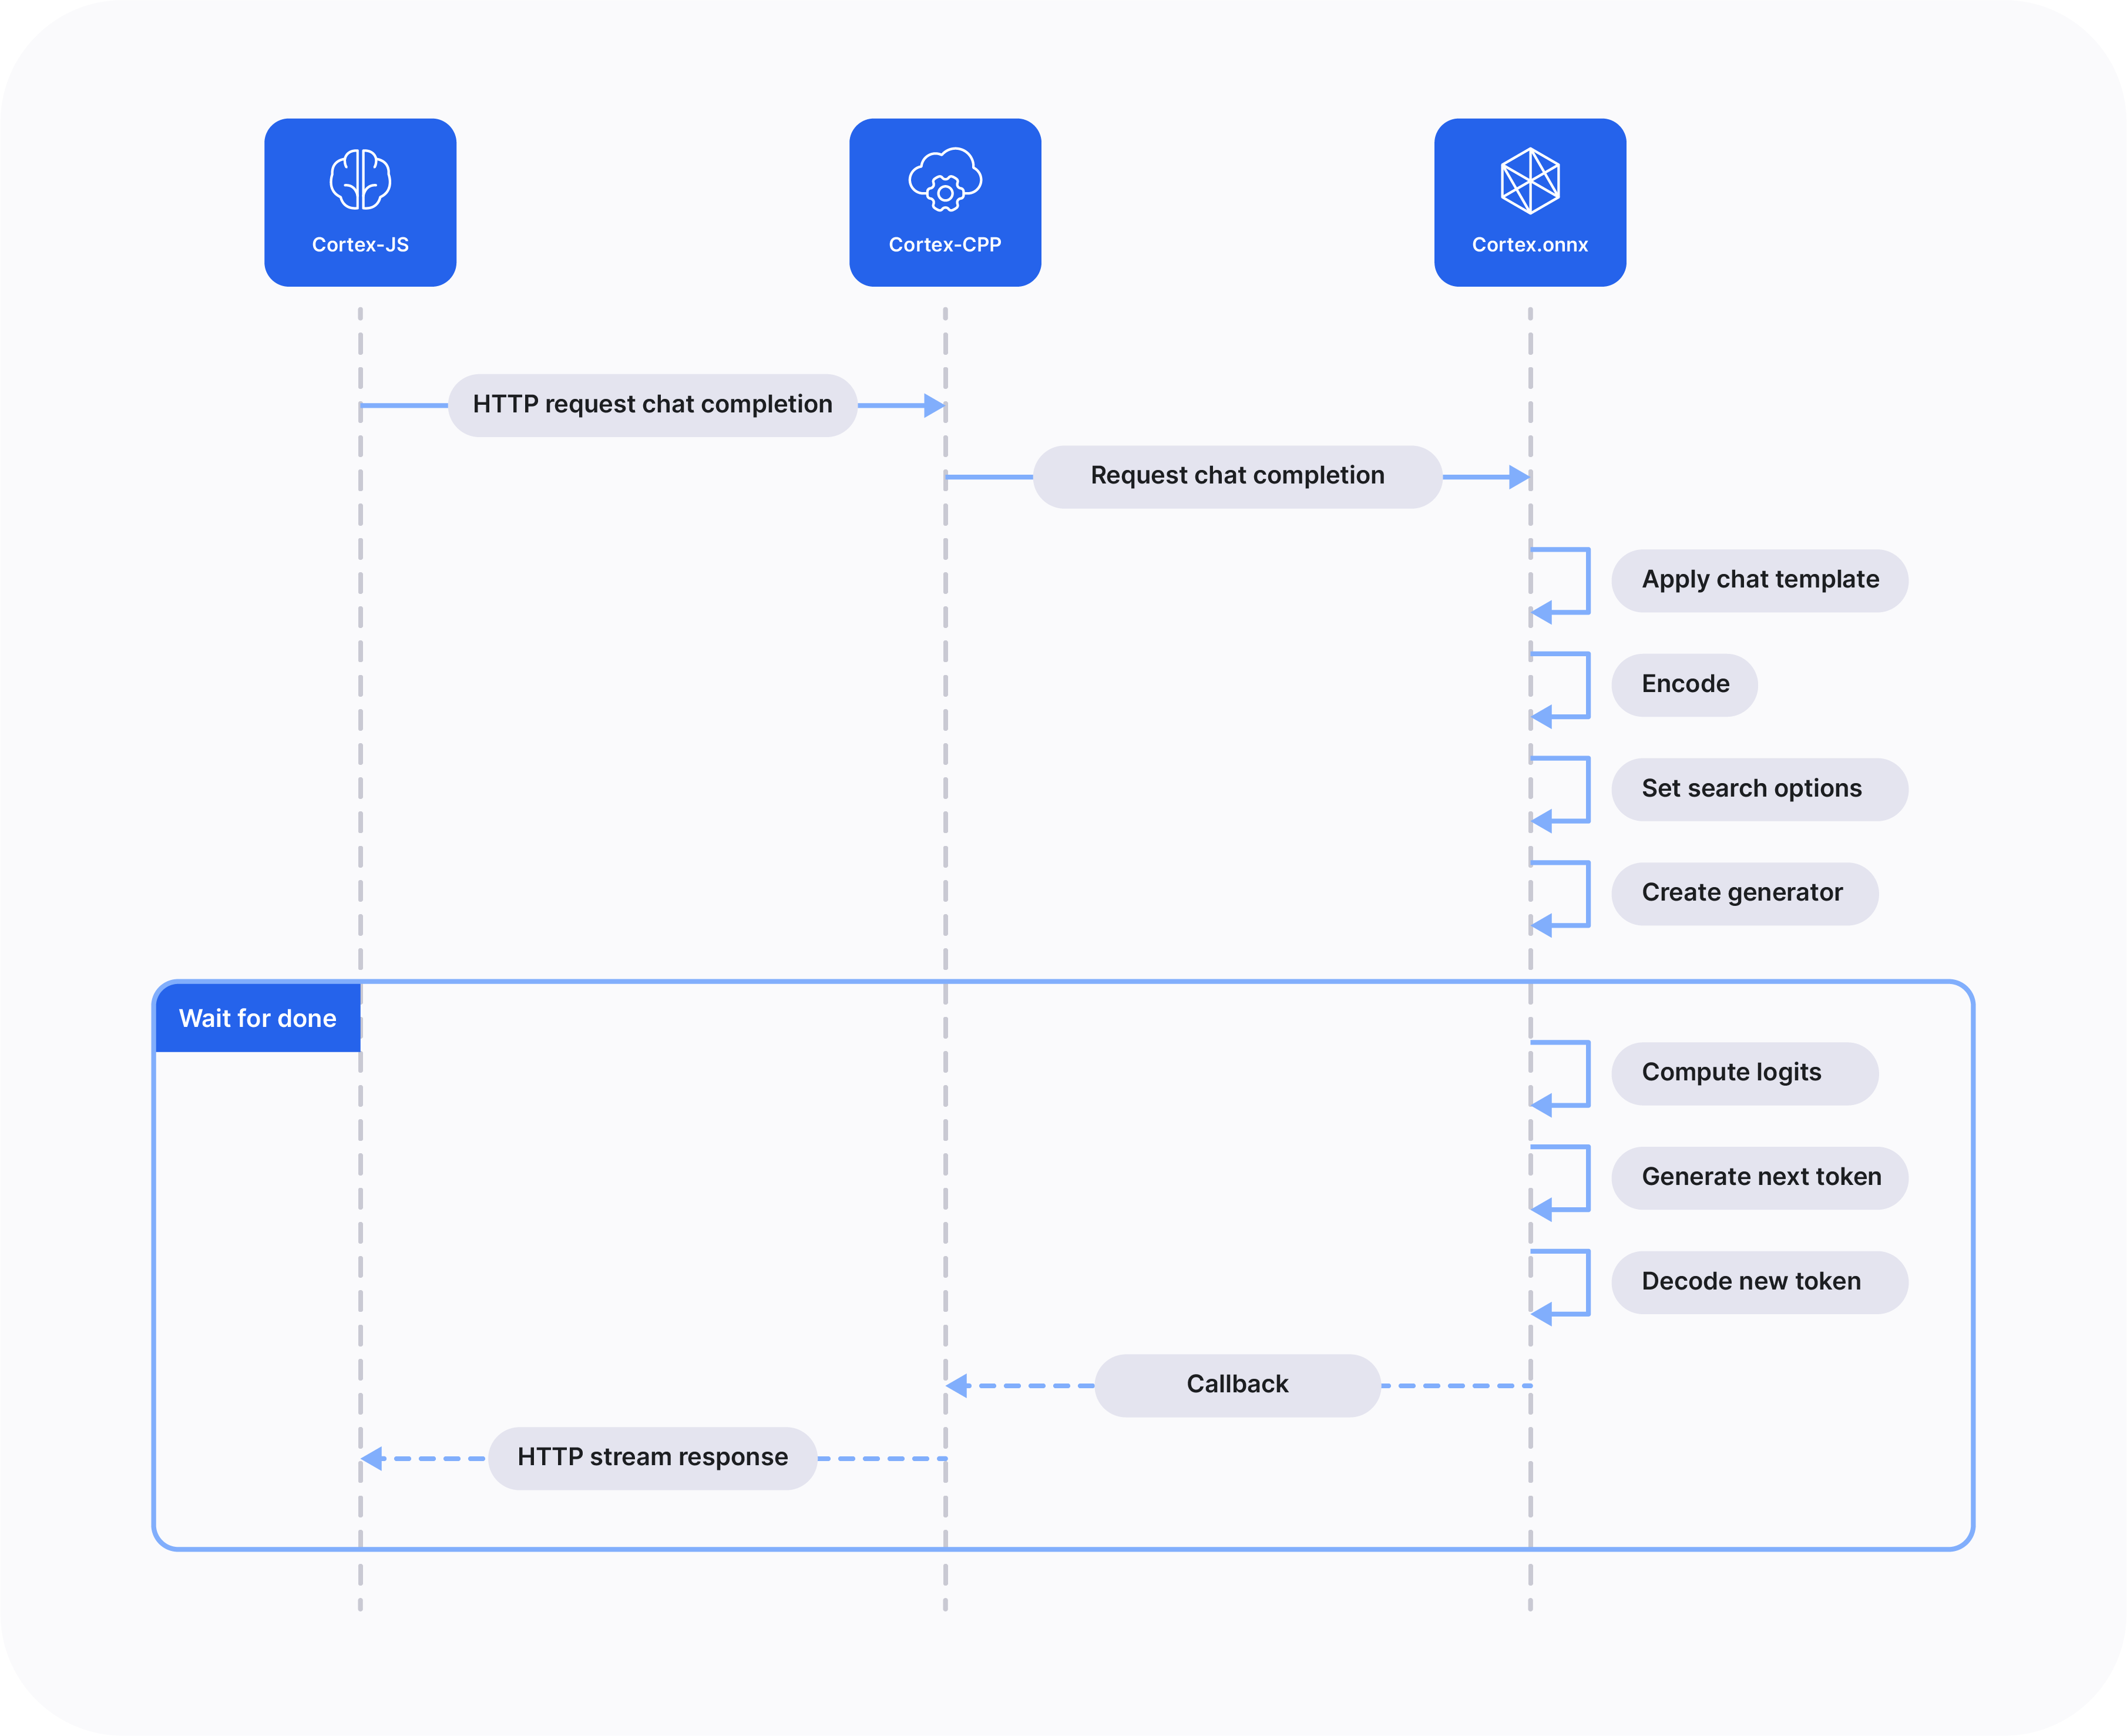 Cortex-JS
Cortex-CPP
Cortex.onnx
HTTP request chat completion
Request chat completion
Apply chat template
Encode
Set search options
Create generator
Wait for done
Compute logits
Generate next token
Decode new token
Callback
HTTP stream response